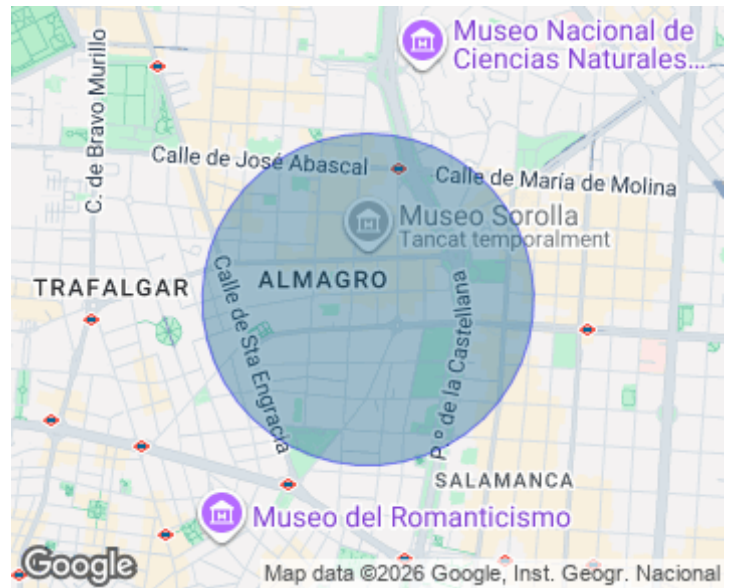 Museo Nacional de
Ciencias Naturales...
C. de Bravo Murillo
Calle de José Abascal
Calle de María de Molina
Museo Sorolla
Tancat temporalment
TRAFALGAR
ALMAGRO
Calle de Sta Engracia
P.º de la Castellana
SALAMANCA
Museo del Romanticismo
Google
Map data ©2026 Google, Inst. Geogr. Nacional